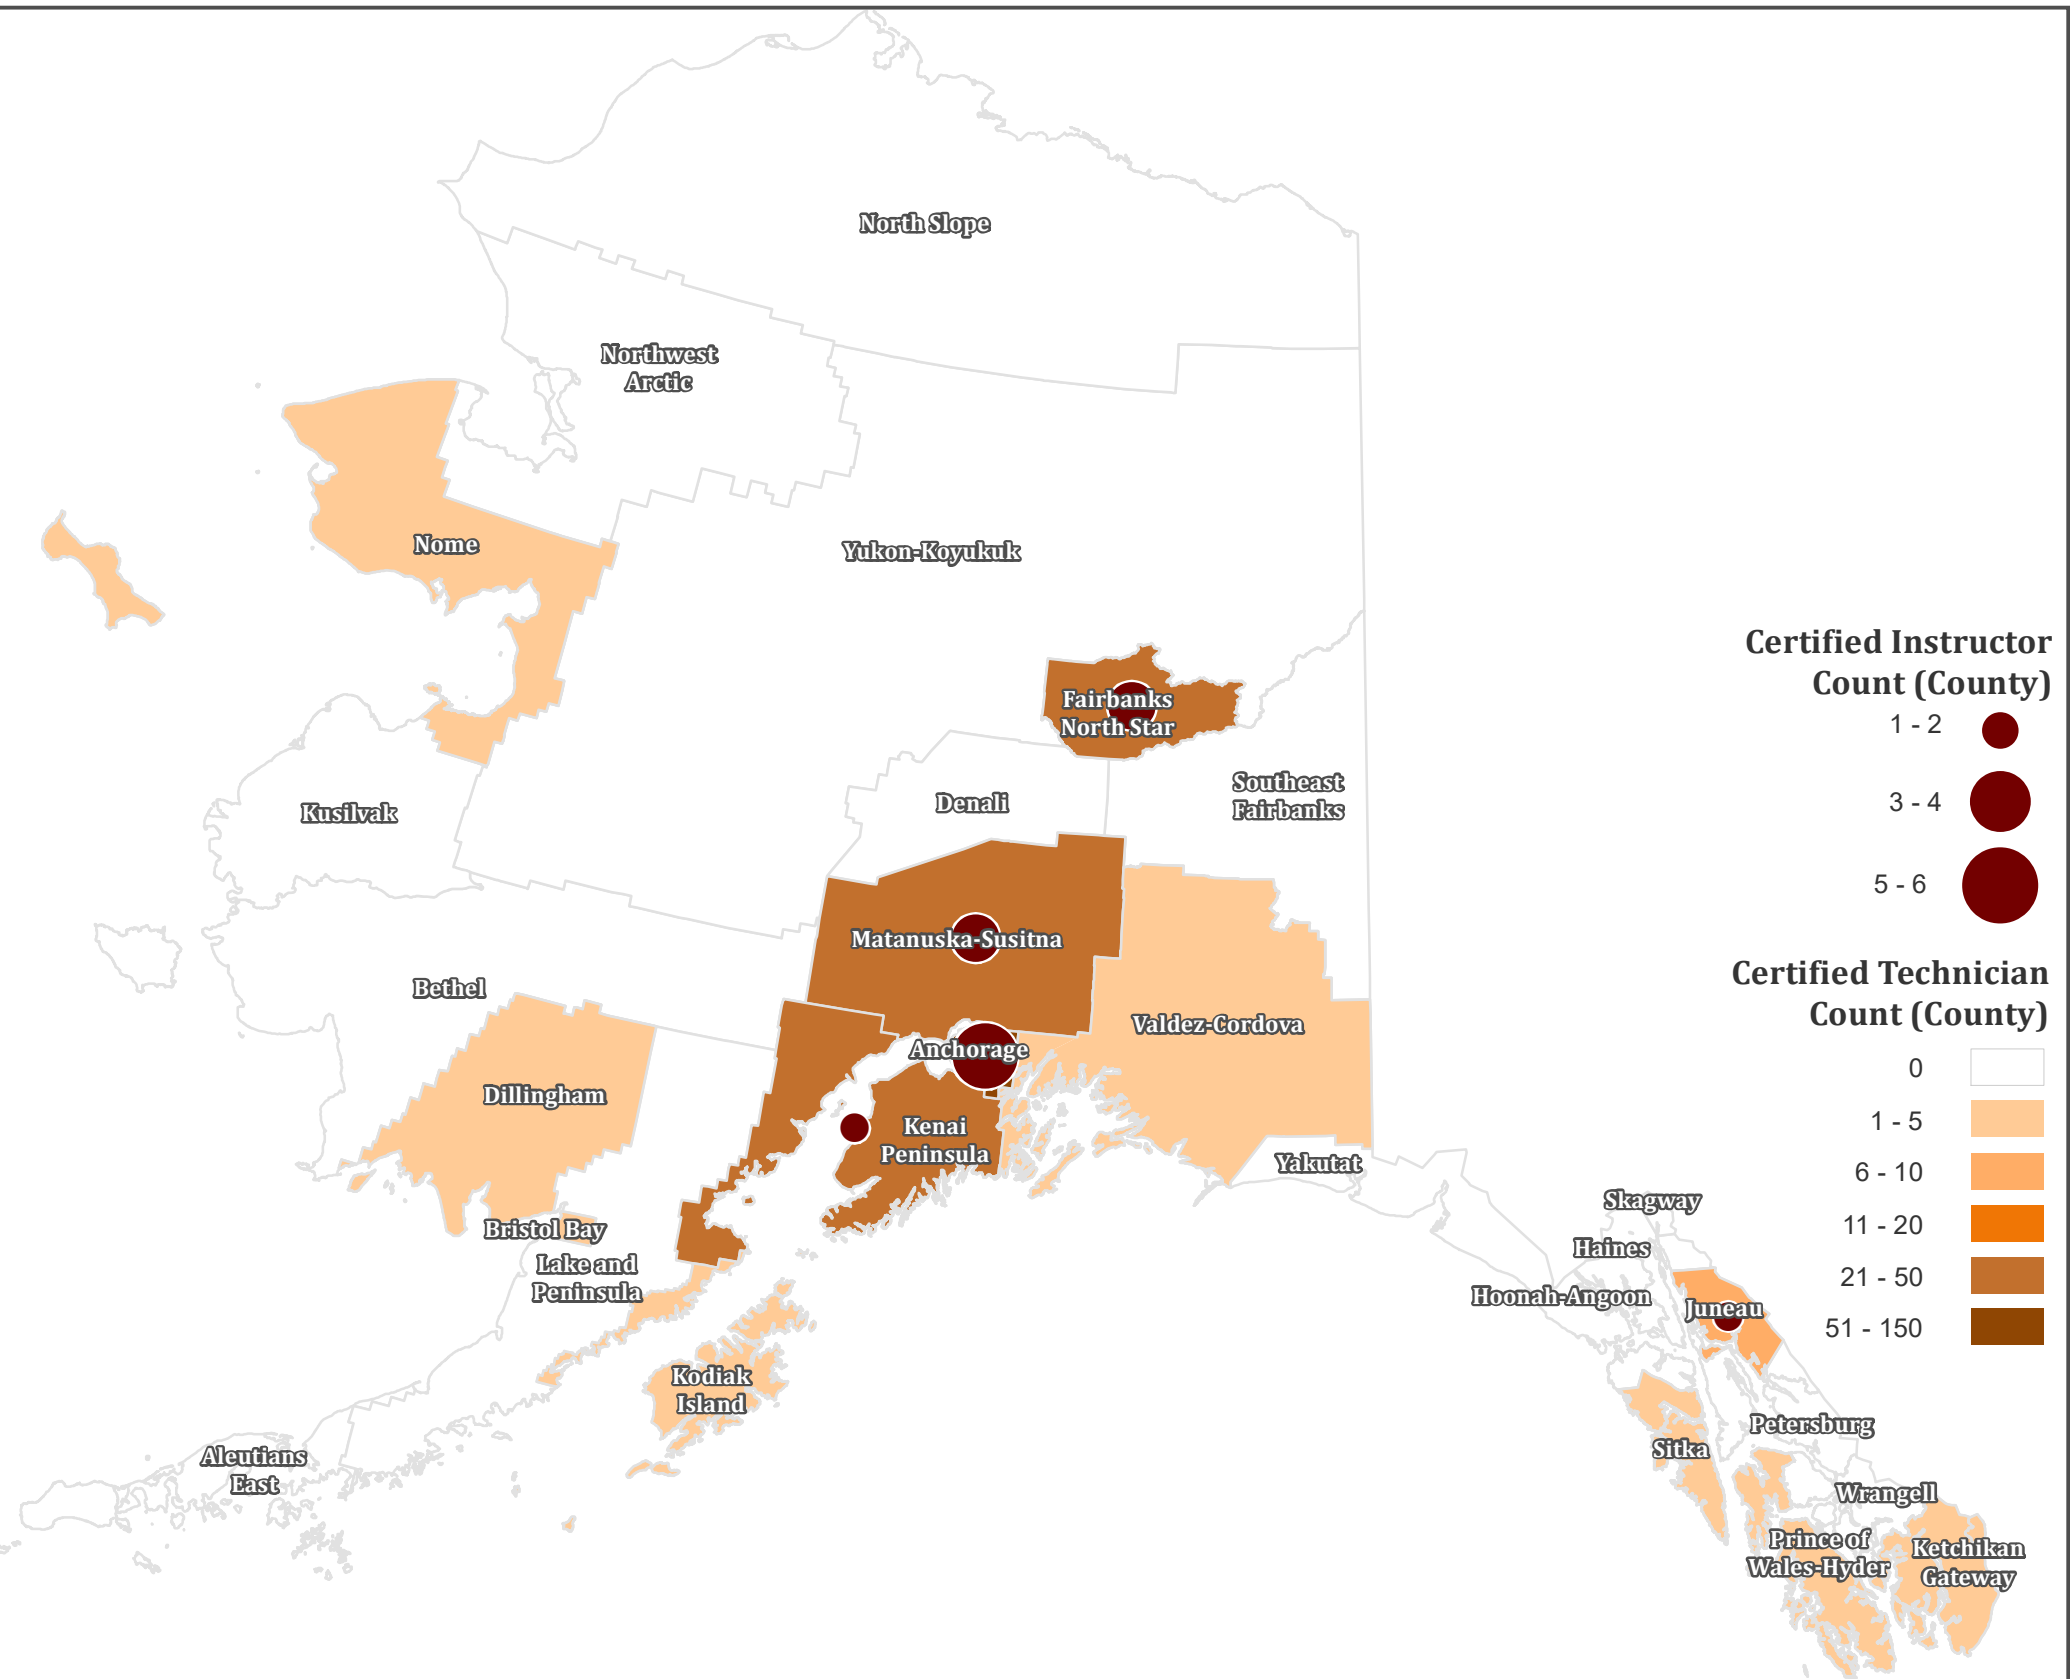 North Slope
Northwest
Arctic
Nome
Yukon-Koyukuk
Fairbanks
North Star
Southeast
Fairbanks
Denali
Kusilvak
Matanuska-Susitna
Bethel
Valdez-Cordova
Anchorage
Dillingham
Kenai
Peninsula
Yakutat
Bristol Bay
Lake and
Peninsula
Skagway
Haines
Hoonah-Angoon
Juneau
Kodiak
Island
Petersburg
Sitka
Aleutians
East
Wrangell
Prince of
Wales-Hyder
Ketchikan
Gateway
Certified Instructor
Count (County)
1 - 2
3 - 4
5 - 6
Certified Technician
Count (County)
0
1 - 5
6 - 10
11 - 20
21 - 50
51 - 150